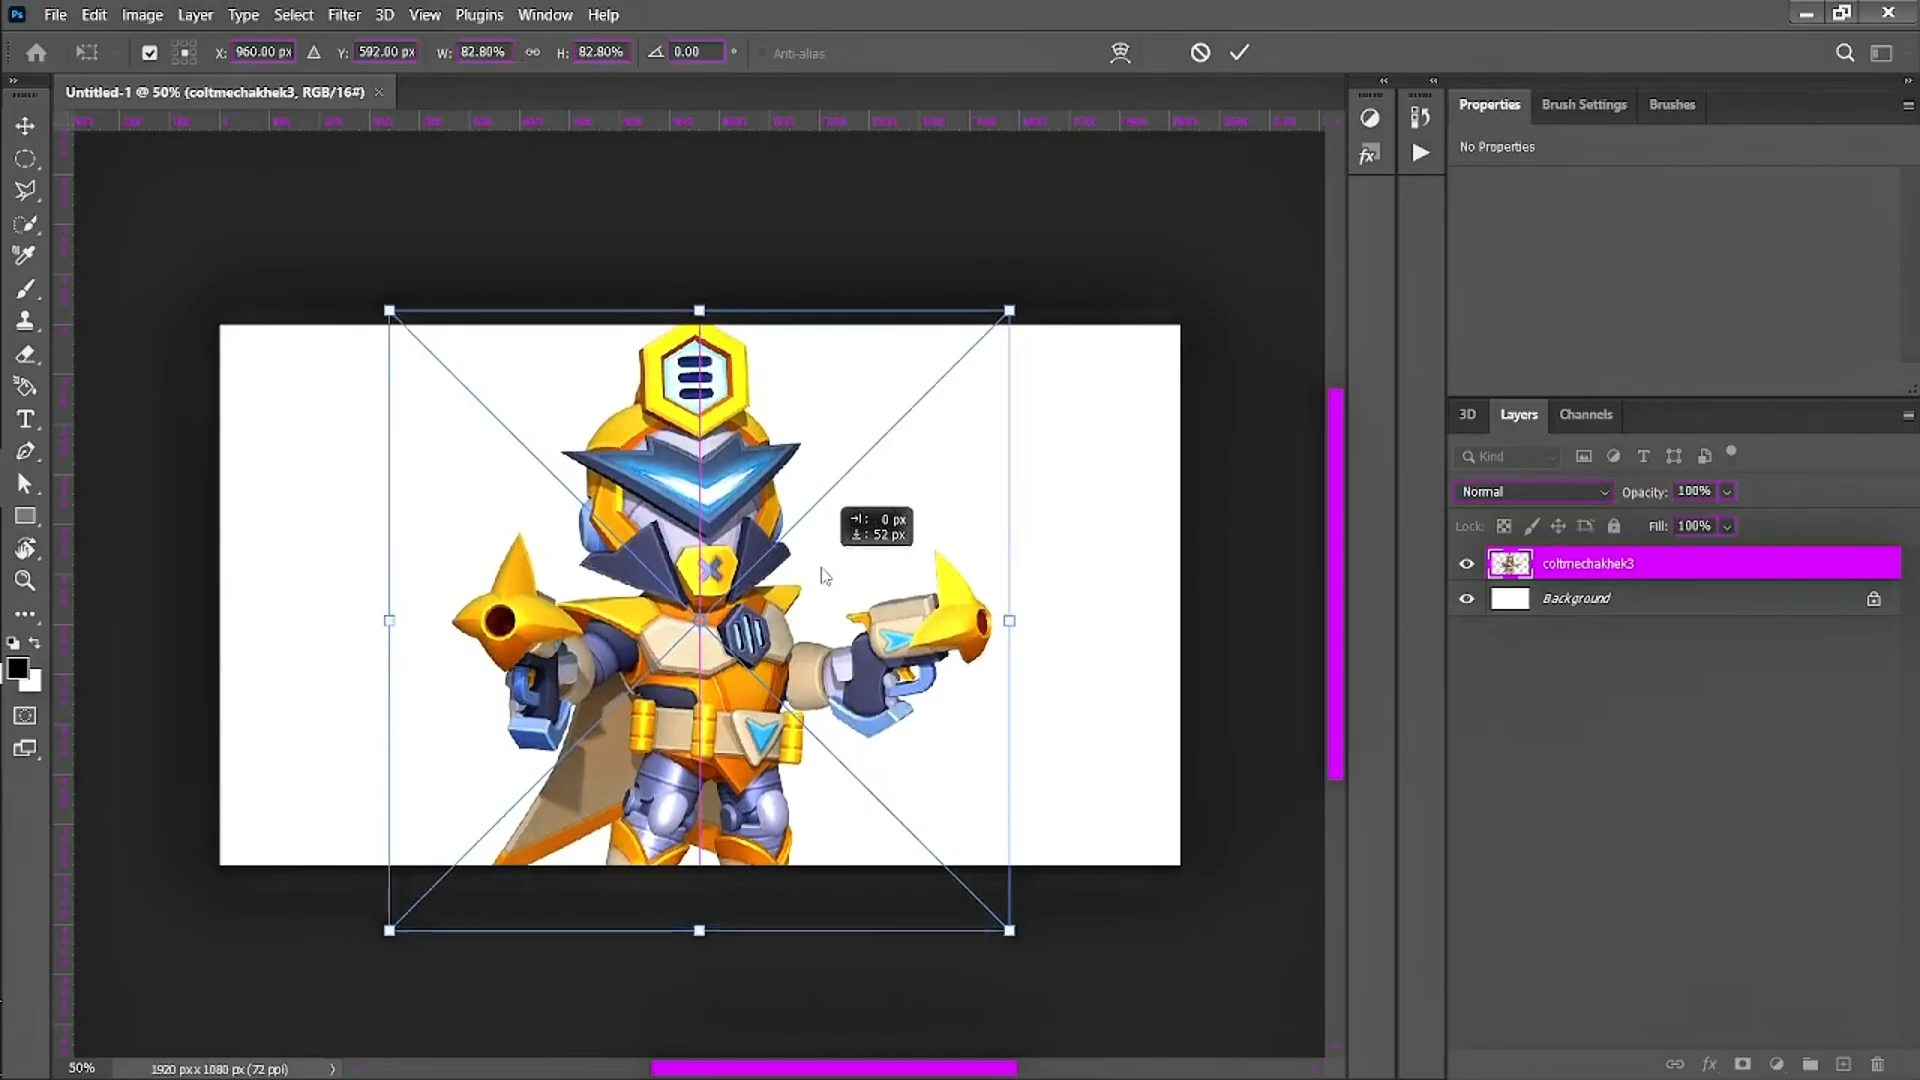 Ps File Edit Image Layer Type Select Filter 3D View Plugins Window Help
X: 960.00 px Y: 592.00 px W: 82.80% H: 82.80% 0.00 ° Anti-alias
Untitled-1 @ 50% (coltmechakhek3, RGB/16#) ×
Properties Brush Settings Brushes
No Properties
3D Layers Channels
Kind
Normal Opacity: 100%
Lock: Fill: 100%
coltmechakhek3
Background
0 px
52 px
50% 1920 px x 1080 px (72 ppi)